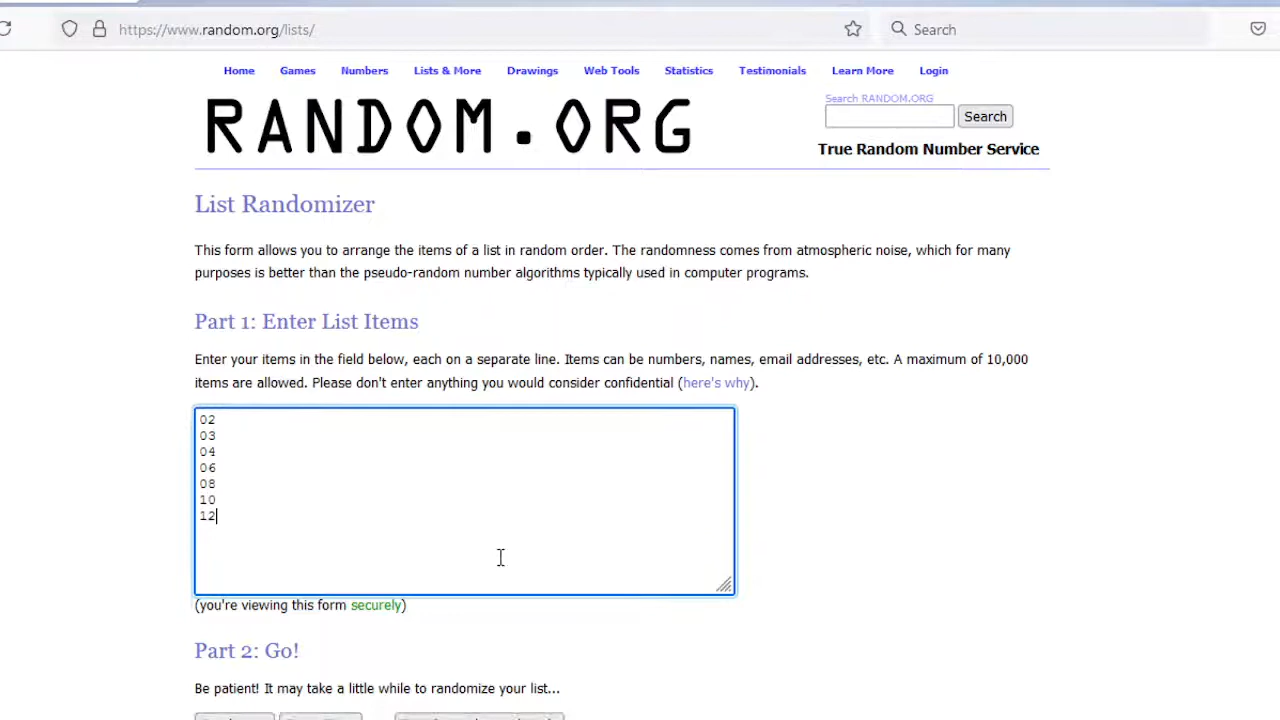 https://www.random.org/lists/
Search
Home Games Numbers Lists & More Drawings Web Tools Statistics Testimonials Learn More Login
RANDOM.ORG
Search RANDOM.ORG
Search
True Random Number Service
List Randomizer
This form allows you to arrange the items of a list in random order. The randomness comes from atmospheric noise, which for many
purposes is better than the pseudo-random number algorithms typically used in computer programs.
Part 1: Enter List Items
Enter your items in the field below, each on a separate line. Items can be numbers, names, email addresses, etc. A maximum of 10,000
items are allowed. Please don't enter anything you would consider confidential (here's why).
02
03
04
06
08
10
12
(you're viewing this form securely)
Part 2: Go!
Be patient! It may take a little while to randomize your list...